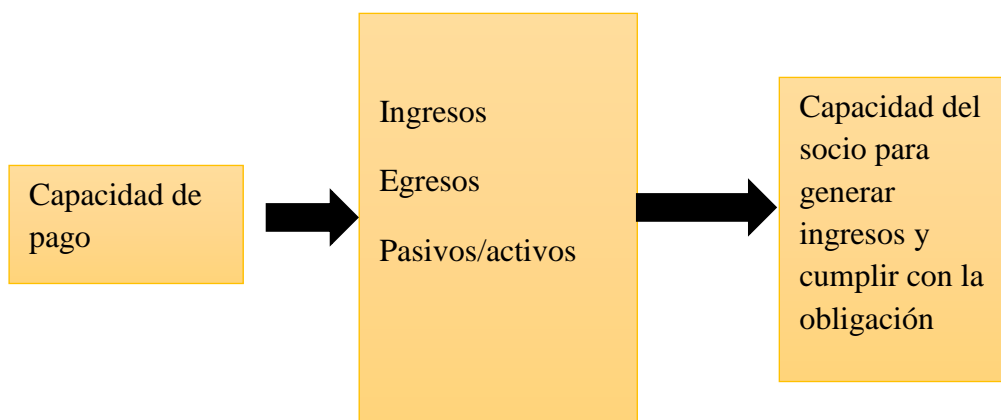 Capacidad de
pago
Ingresos
Egresos
Pasivos/activos
Capacidad del
socio para
generar
ingresos y
cumplir con la
obligación